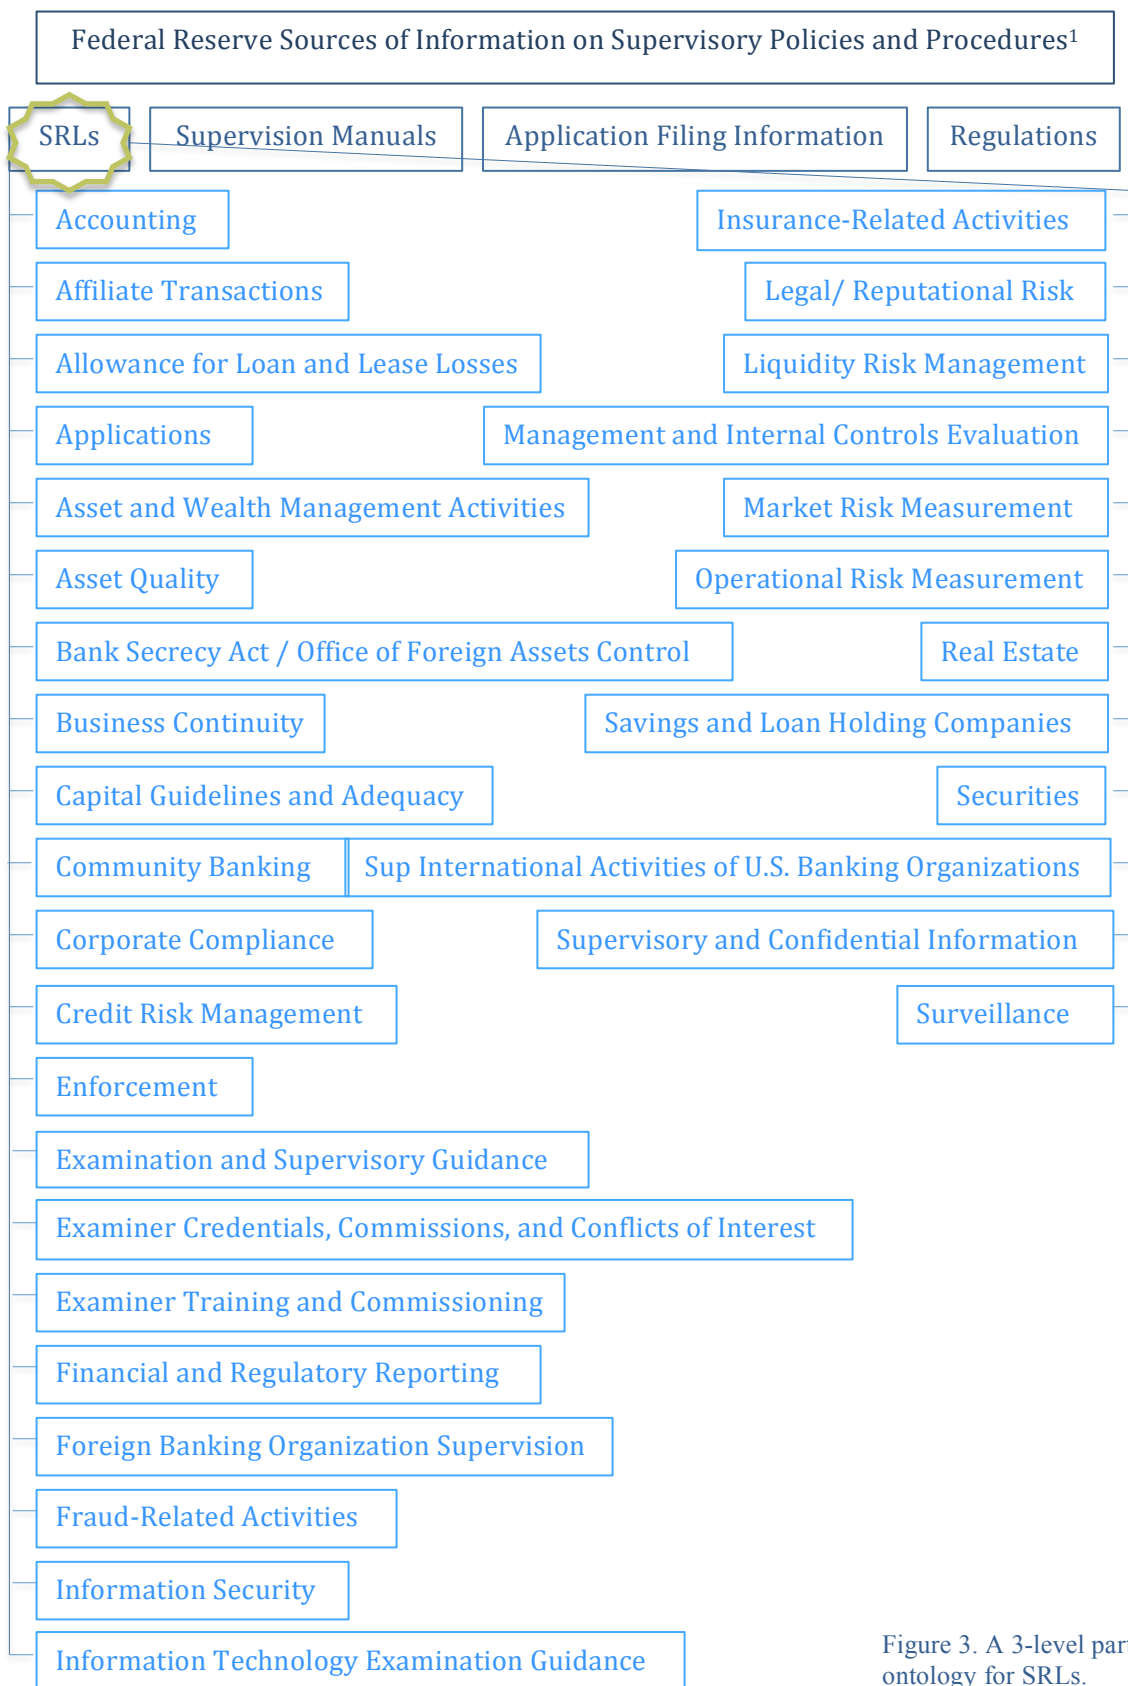 Federal Reserve Sources of Information on Supervisory Policies and Procedures¹
SRLs
Supervision Manuals
Application Filing Information
Regulations
Accounting
Affiliate Transactions
Allowance for Loan and Lease Losses
Applications
Asset and Wealth Management Activities
Asset Quality
Bank Secrecy Act / Office of Foreign Assets Control
Business Continuity
Capital Guidelines and Adequacy
Community Banking
Corporate Compliance
Credit Risk Management
Enforcement
Examination and Supervisory Guidance
Examiner Credentials, Commissions, and Conflicts of Interest
Examiner Training and Commissioning
Financial and Regulatory Reporting
Foreign Banking Organization Supervision
Fraud-Related Activities
Information Security
Information Technology Examination Guidance
Insurance-Related Activities
Legal/ Reputational Risk
Liquidity Risk Management
Management and Internal Controls Evaluation
Market Risk Measurement
Operational Risk Measurement
Real Estate
Savings and Loan Holding Companies
Securities
Sup International Activities of U.S. Banking Organizations
Supervisory and Confidential Information
Surveillance
Figure 3. A 3-level part
ontology for SRLs.